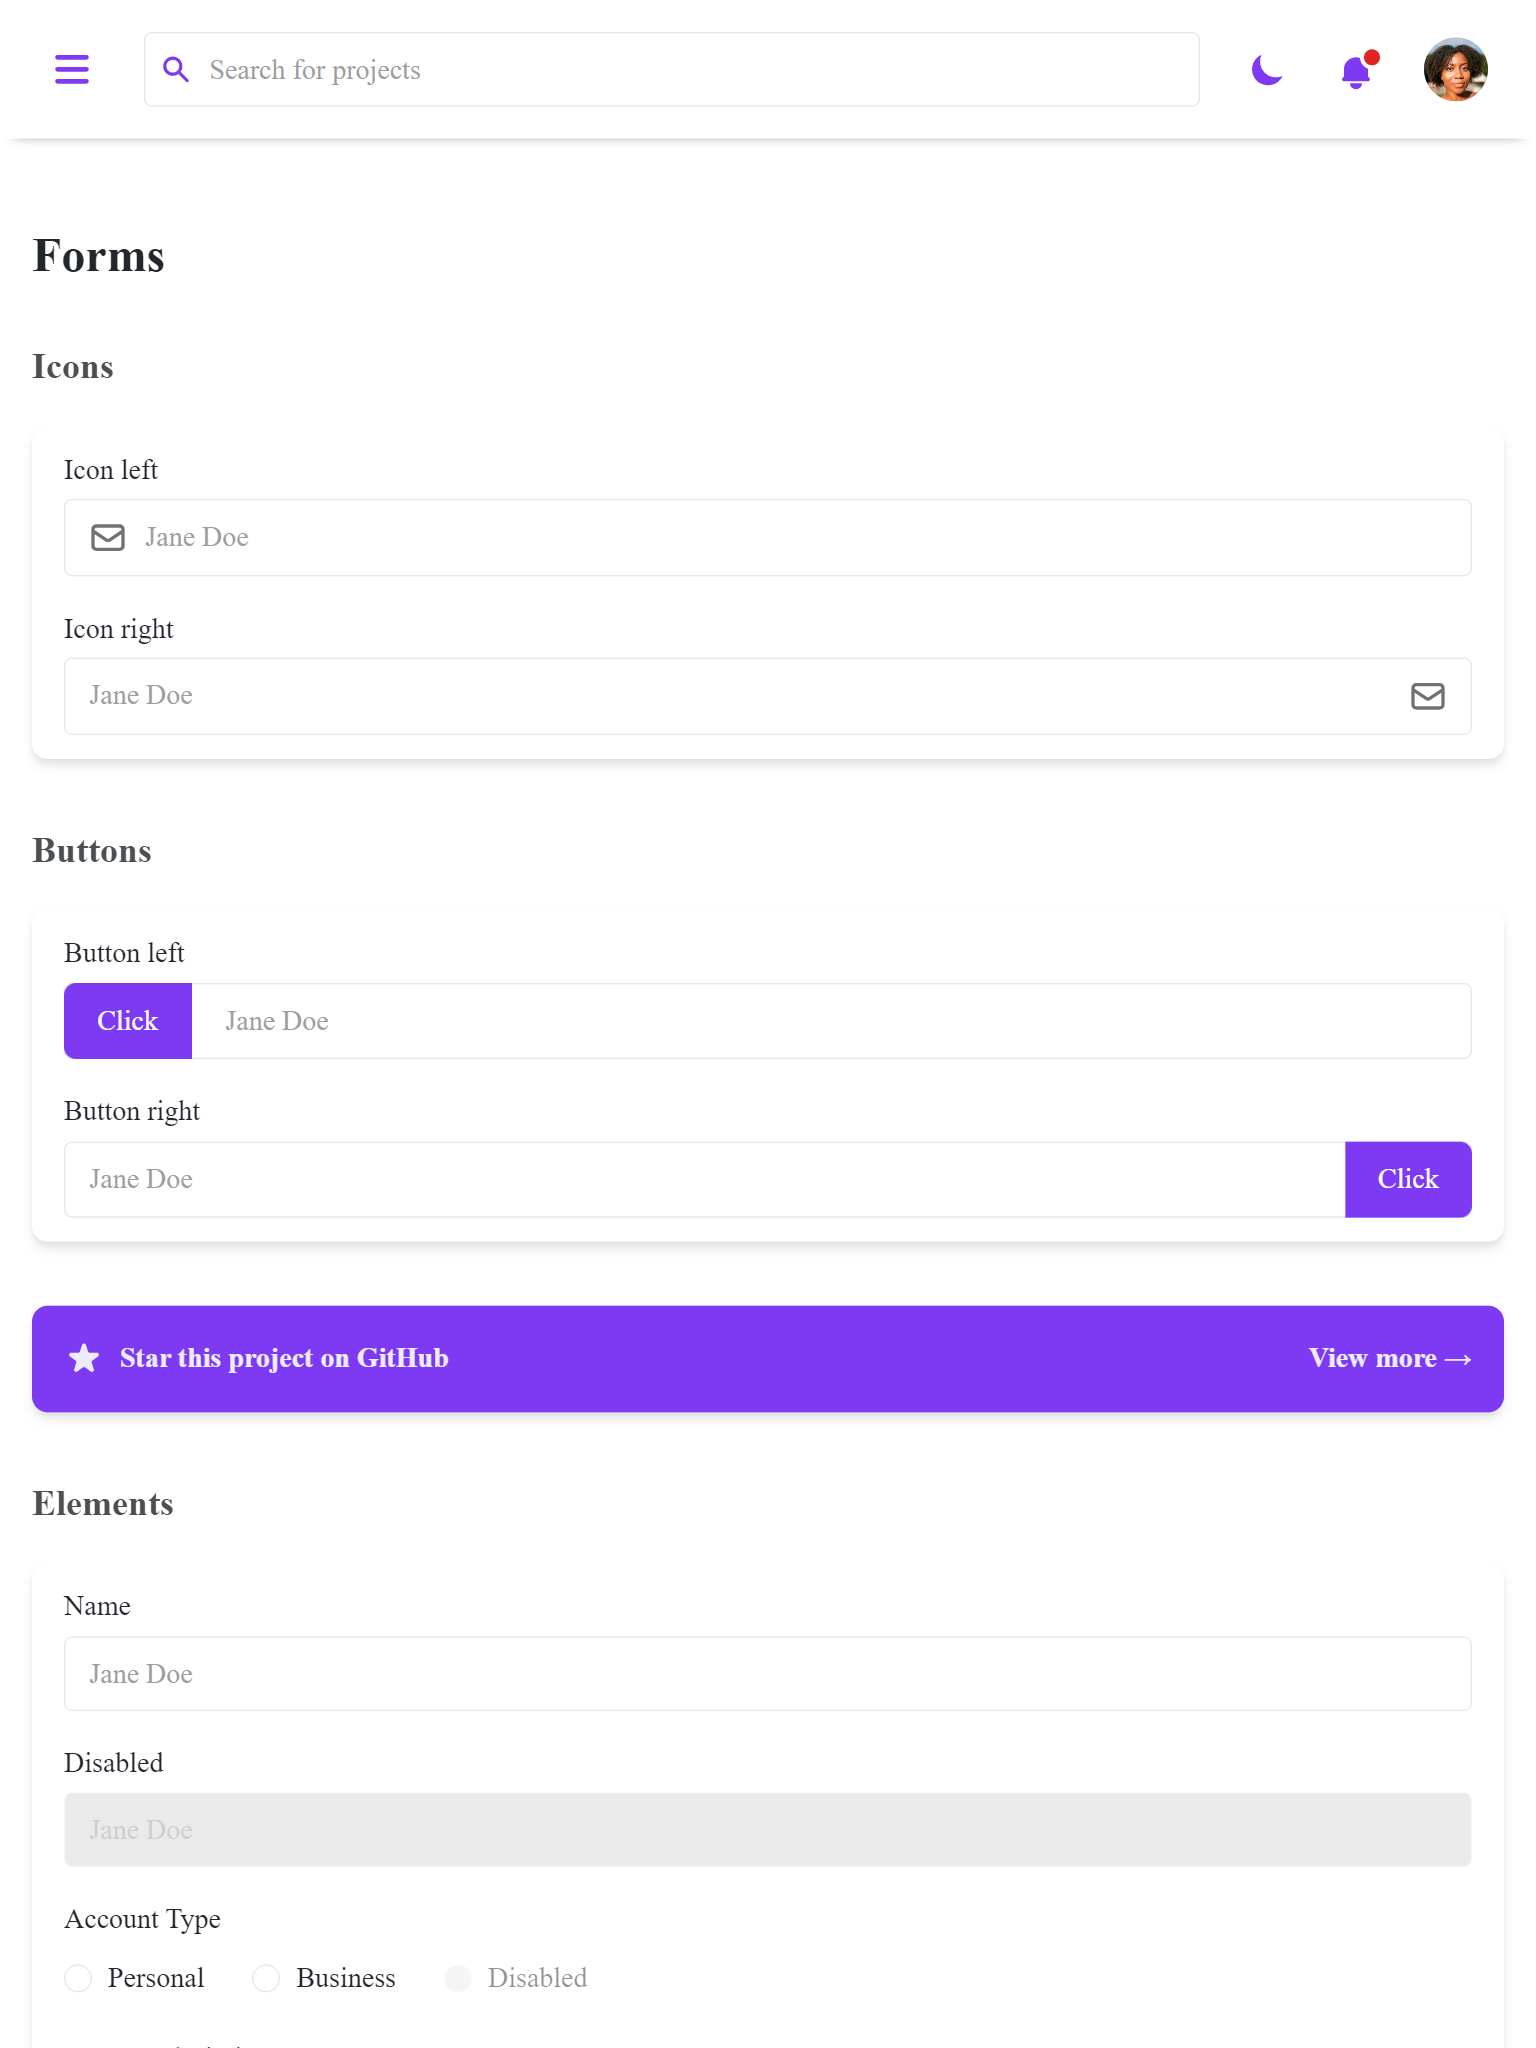 Search for projects
Forms
Icons
Icon left
Jane Doe
Icon right
Jane Doe
Buttons
Button left
Click Jane Doe
Button right
Jane Doe Click
Star this project on GitHub View more →
Elements
Name
Jane Doe
Disabled
Jane Doe
Account Type
Personal Business Disabled